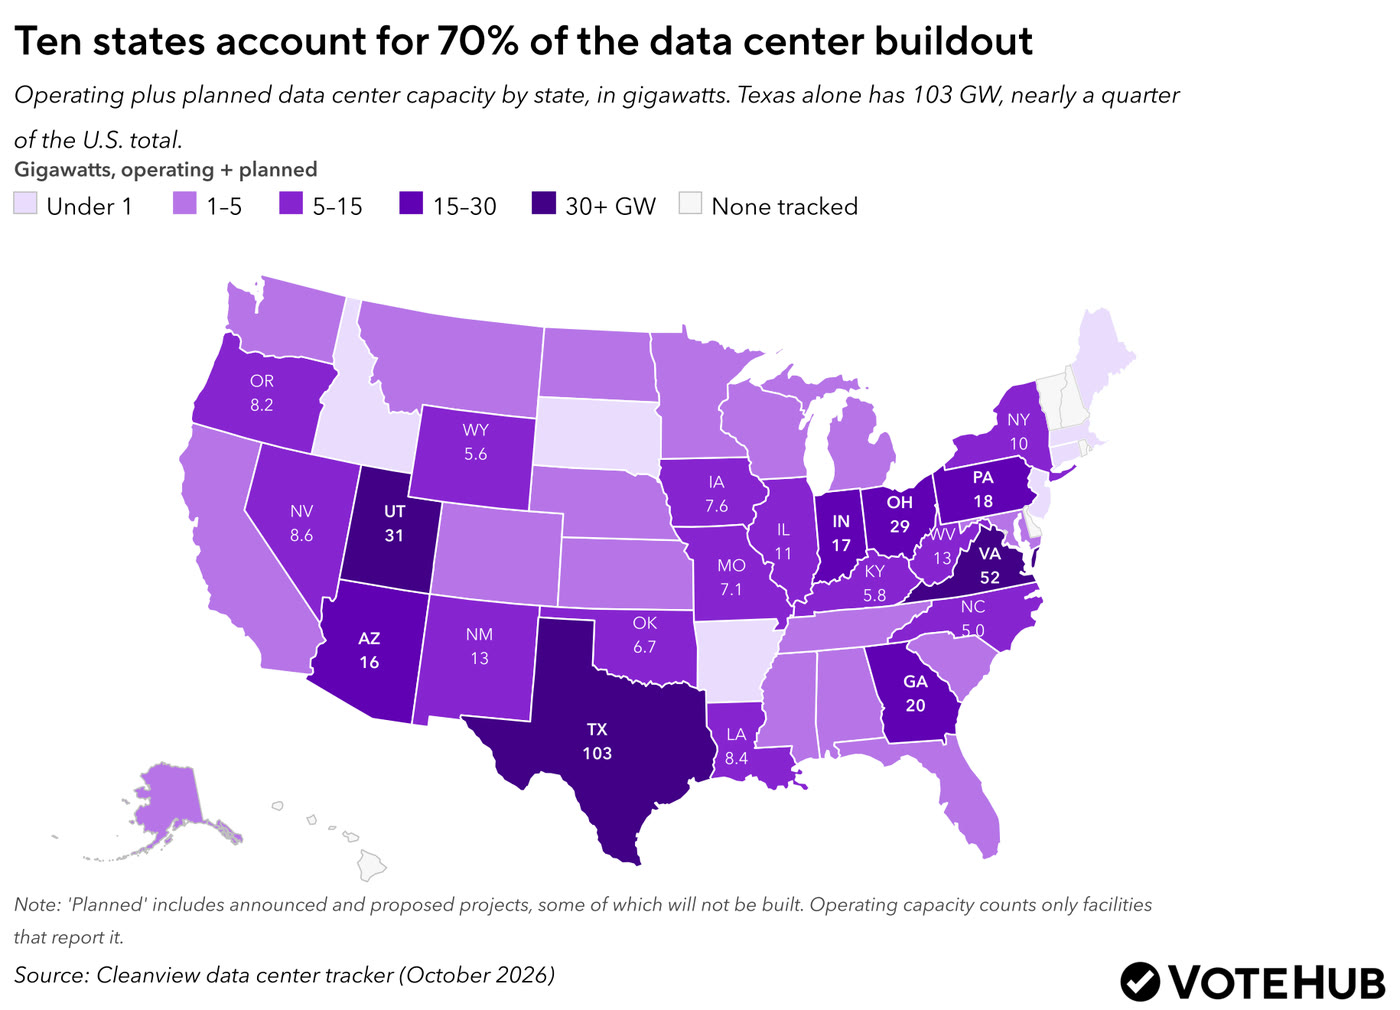 Ten states account for 70% of the data center buildout
Operating plus planned data center capacity by state, in gigawatts. Texas alone has 103 GW, nearly a quarter
of the U.S. total.
Gigawatts, operating + planned
Under 1
1–5
5–15
15–30
30+ GW
None tracked
OR
8.2
WY
5.6
NY
10
IA
7.6
PA
18
NV
8.6
UT
31
IL
11
IN
17
OH
29
WV
13
VA
52
MO
7.1
KY
5.8
NC
5.0
AZ
16
NM
13
OK
6.7
GA
20
TX
103
LA
8.4
Note: 'Planned' includes announced and proposed projects, some of which will not be built. Operating capacity counts only facilities
that report it.
Source: Cleanview data center tracker (October 2026)
VOTEHUB